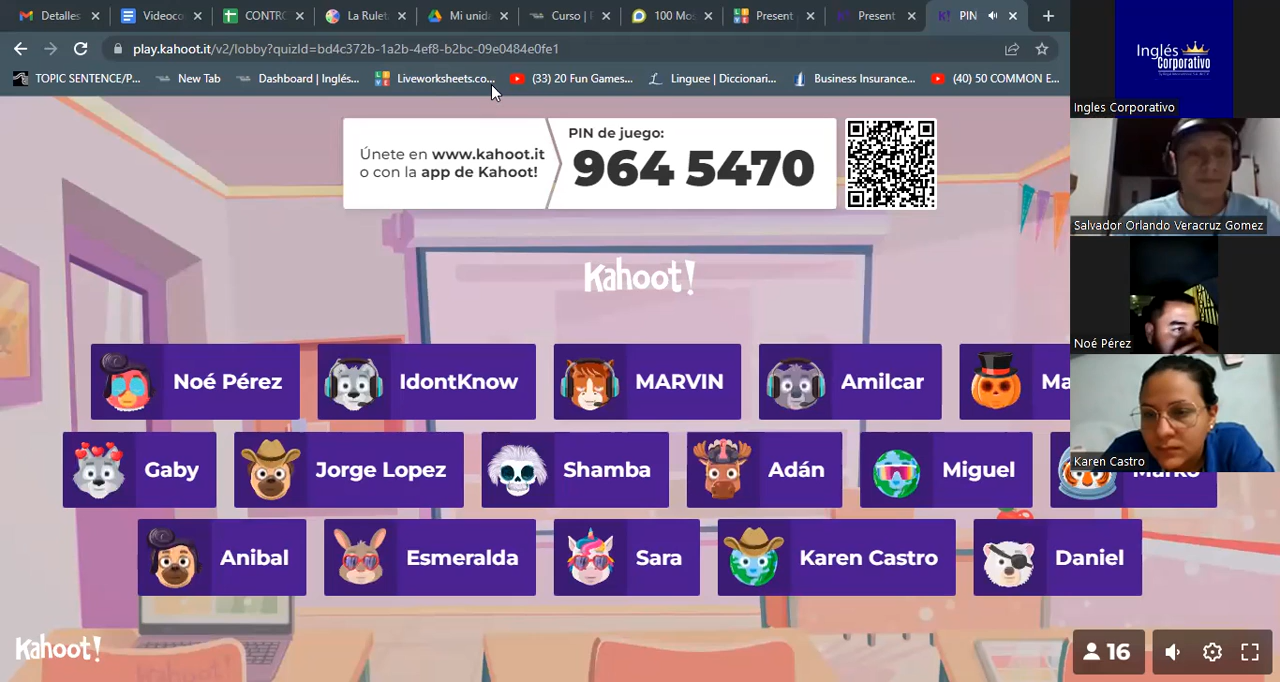 Detalles
Videoco
CONTRC
La Rulet
Mi unid
Curso | F
100 Mos
Present
Present
PIN
play.kahoot.it/v2/lobby?quizId=bd4c372b-1a2b-4ef8-b2bc-09e0484e0fe1
TOPIC SENTENCE/P...
New Tab
Dashboard | Inglés...
Liveworksheets.co...
(33) 20 Fun Games...
Linguee | Diccionari...
Business Insurance...
(40) 50 COMMON E...
Únete en www.kahoot.it
o con la app de Kahoot!
PIN de juego:
964 5470
Kahoot!
Noé Pérez
IdontKnow
MARVIN
Amilcar
Ma
Gaby
Jorge Lopez
Shamba
Adán
Miguel
Marko
Anibal
Esmeralda
Sara
Karen Castro
Daniel
Kahoot!
16
Inglés
Corporativo
Ingles Corporativo
Salvador Orlando Veracruz Gomez
Noé Pérez
Karen Castro